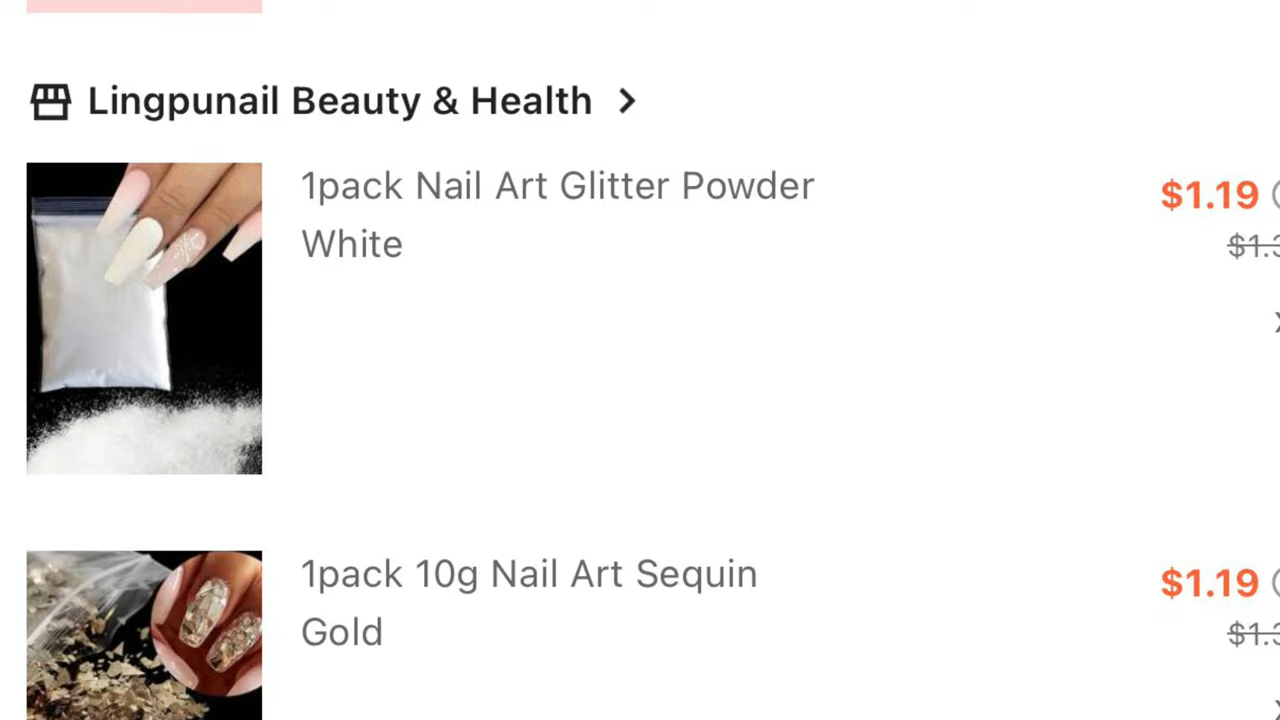 Lingpunail Beauty & Health
1pack Nail Art Glitter Powder
$1.19
White
1pack 10g Nail Art Sequin
$1.19
Gold